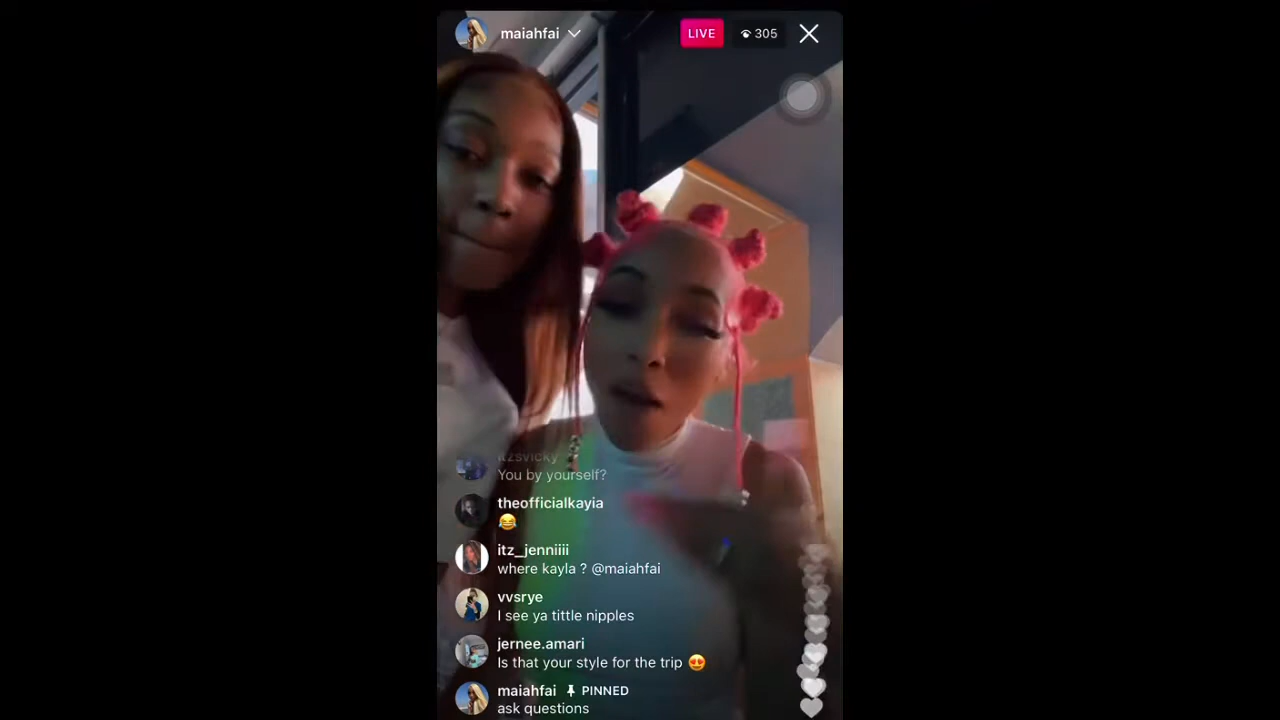 maiahfai
LIVE
305
itzsvicky
You by yourself?
theofficialkayia
😂
itz_jenniiii
where kayla ? @maiahfai
vvsrye
I see ya tittle nipples
jernee.amari
Is that your style for the trip 😍
maiahfai PINNED
ask questions